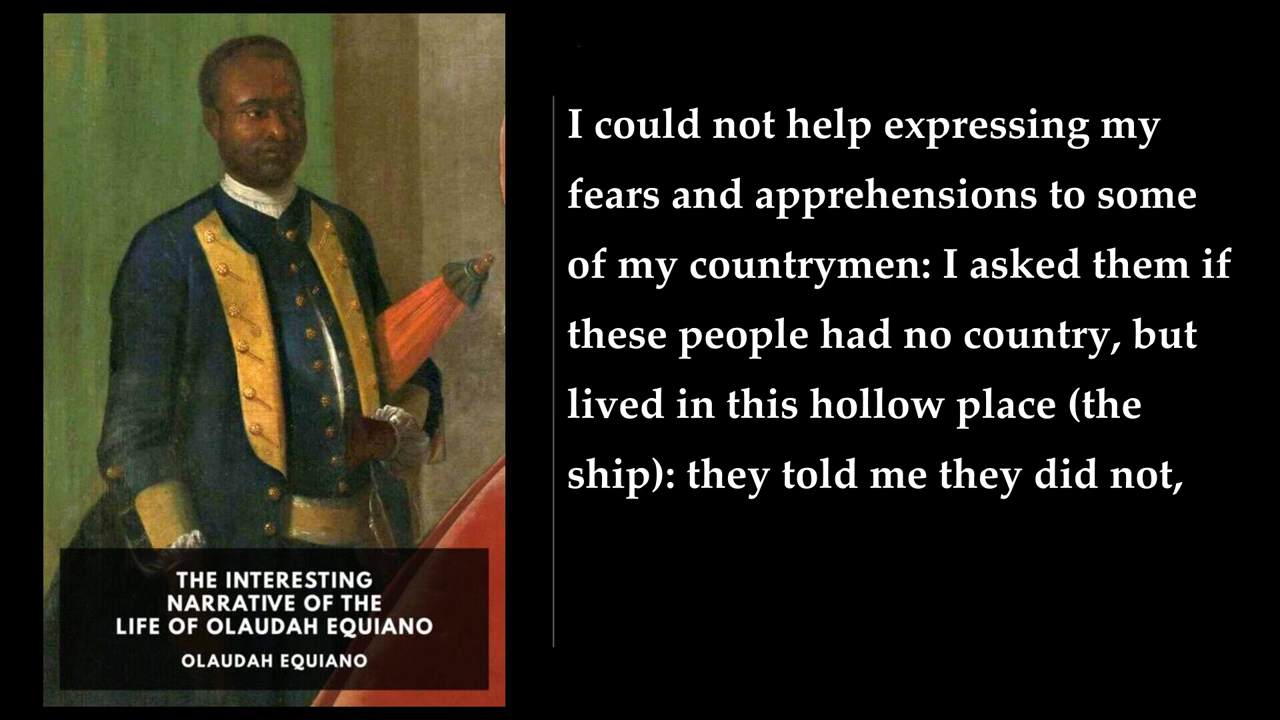 THE INTERESTING
NARRATIVE OF THE
LIFE OF OLAUDAH EQUIANO
OLAUDAH EQUIANO
I could not help expressing my
fears and apprehensions to some
of my countrymen: I asked them if
these people had no country, but
lived in this hollow place (the
ship): they told me they did not,